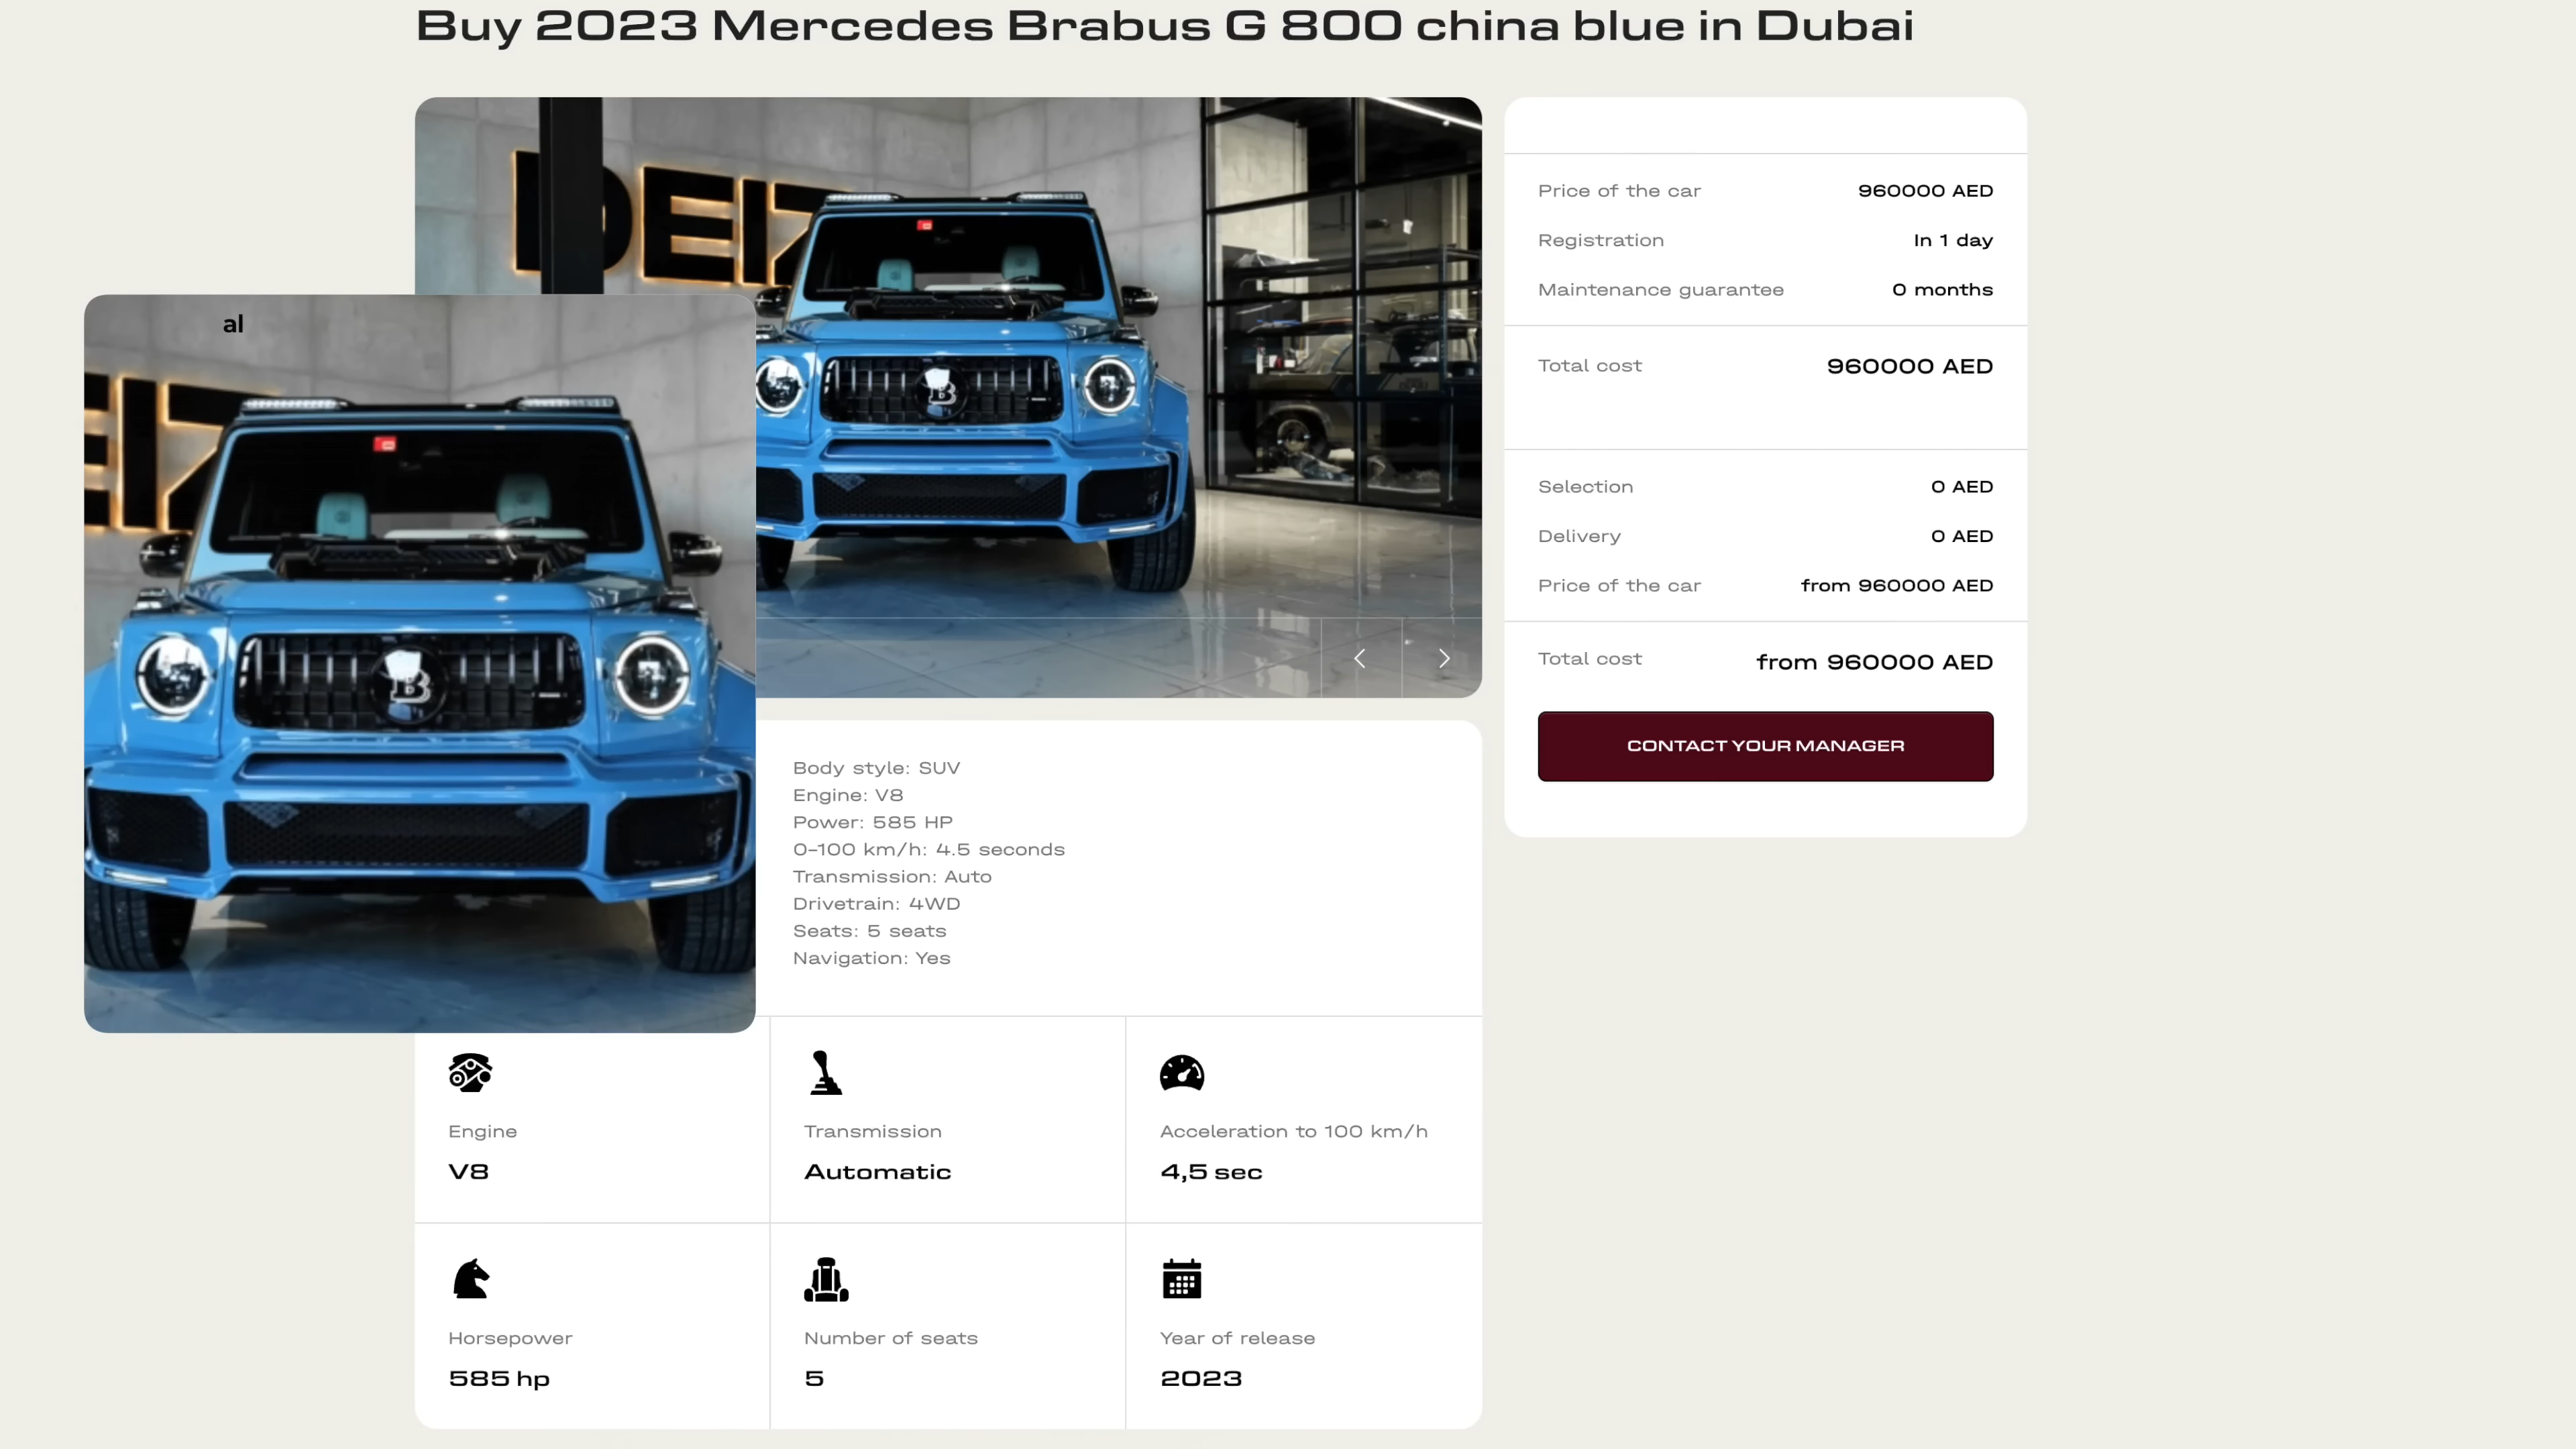 Buy 2023 Mercedes Brabus G 800 china blue in Dubai
al
B
B
Price of the car 960000 AED
Registration In 1 day
Maintenance guarantee 0 months
Total cost 960000 AED
Selection 0 AED
Delivery 0 AED
Price of the car from 960000 AED
Total cost from 960000 AED
CONTACT YOUR MANAGER
Body style: SUV
Engine: V8
Power: 585 HP
0-100 km/h: 4.5 seconds
Transmission: Auto
Drivetrain: 4WD
Seats: 5 seats
Navigation: Yes
Engine
V8
Transmission
Automatic
Acceleration to 100 km/h
4,5 sec
Horsepower
585 hp
Number of seats
5
Year of release
2023